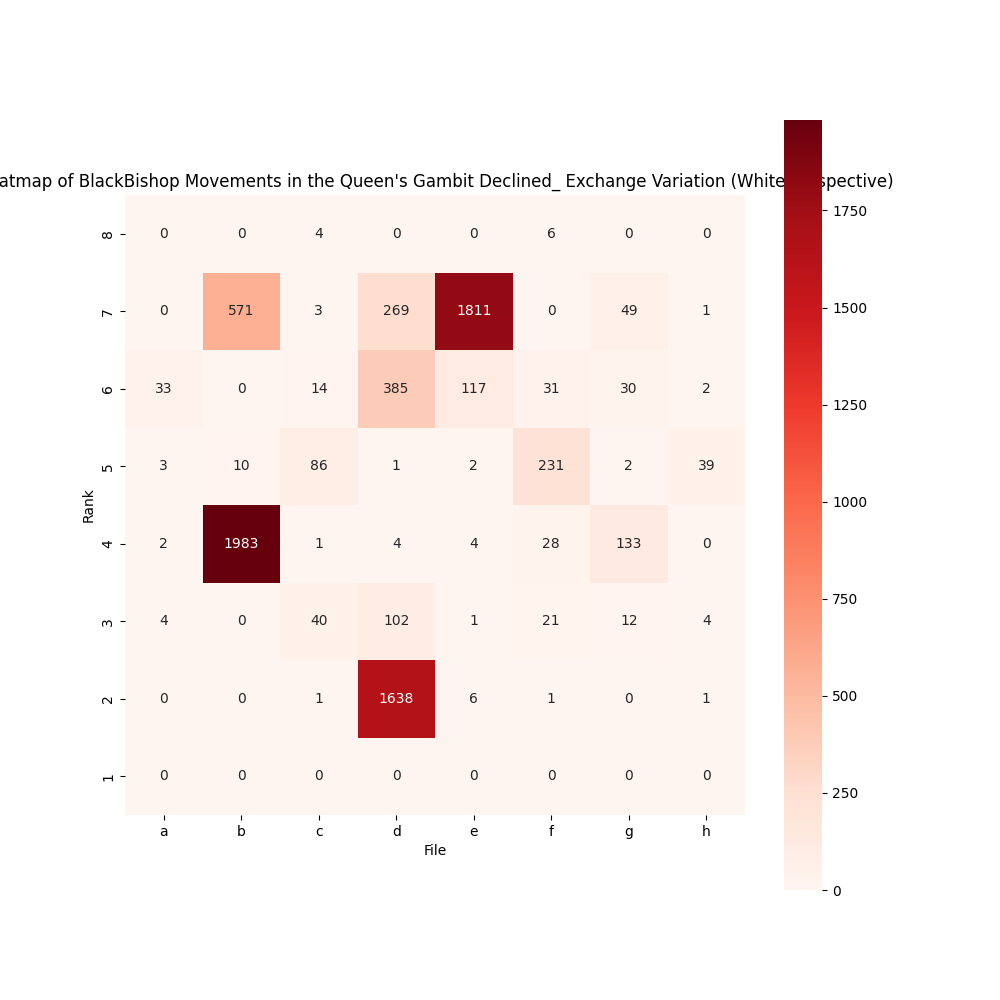 atmap of BlackBishop Movements in the Queen's Gambit Declined_ Exchange Variation (White spective)
8 0 0 4 0 0 6 0 0
7 0 571 3 269 1811 0 49 1
6 33 0 14 385 117 31 30 2
5 3 10 86 1 2 231 2 39
4 2 1983 1 4 4 28 133 0
3 4 0 40 102 1 21 12 4
2 0 0 1 1638 6 1 0 1
1 0 0 0 0 0 0 0 0
a b c d e f g h
File
Rank
1750
1500
1250
1000
750
500
250
0